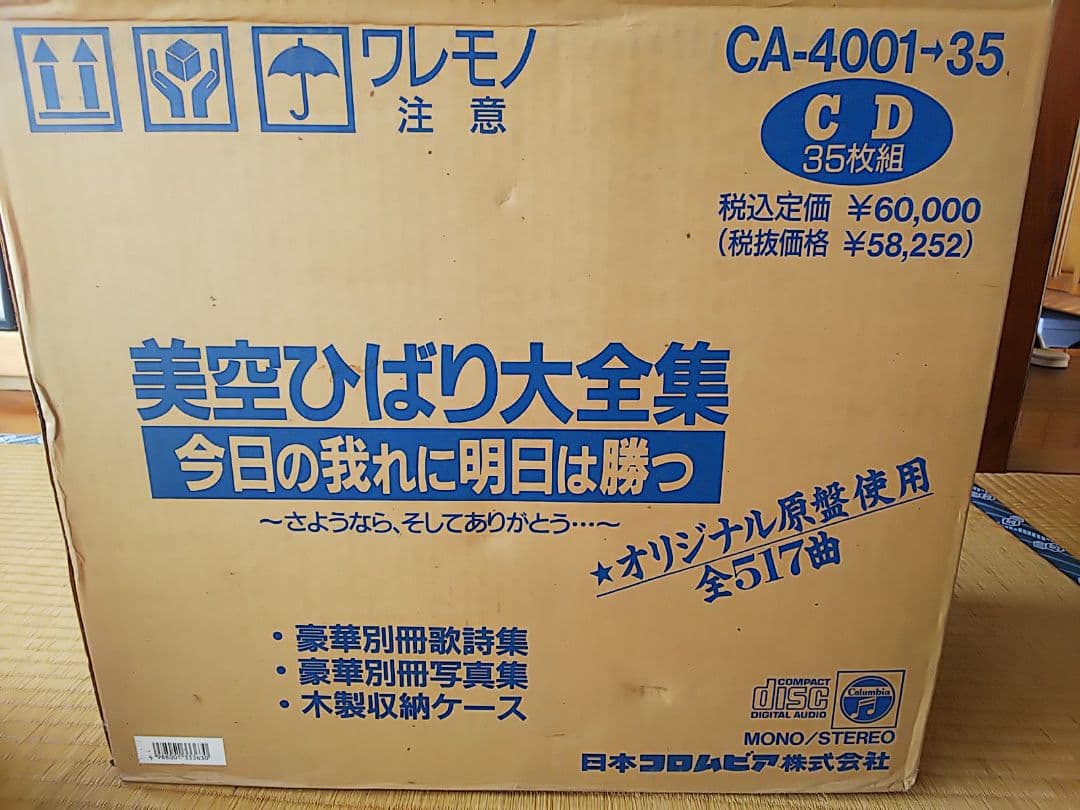 ワレモノ
注意
CA-4001→35
CD
35枚組
税込定価 ￥60,000
(税抜価格 ￥58,252)
美空ひばり大全集
今日の我れに明日は勝つ
〜さようなら、そしてありがとう…〜
★オリジナル原盤使用
全517曲
・豪華別冊歌詩集
・豪華別冊写真集
・木製収納ケース
COMPACT
disc
DIGITAL AUDIO
Columbia
MONO/STEREO
日本コロムビア株式会社